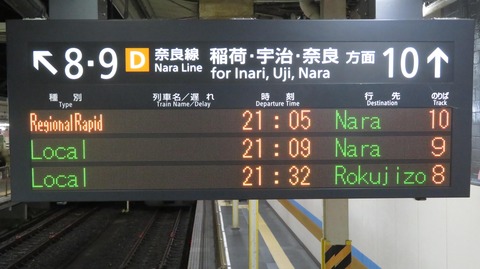 ↖8・9 D 奈良線 稲荷・宇治・奈良 方面 10↑
Nara Line for Inari, Uji, Nara
種別 列車名/遅れ 時刻 行先 のりば
Type Train Name/Delay Departure Time Destination Track
RegionalRapid 21:05 Nara 10
Local 21:09 Nara 9
Local 21:32 Rokujizo 8